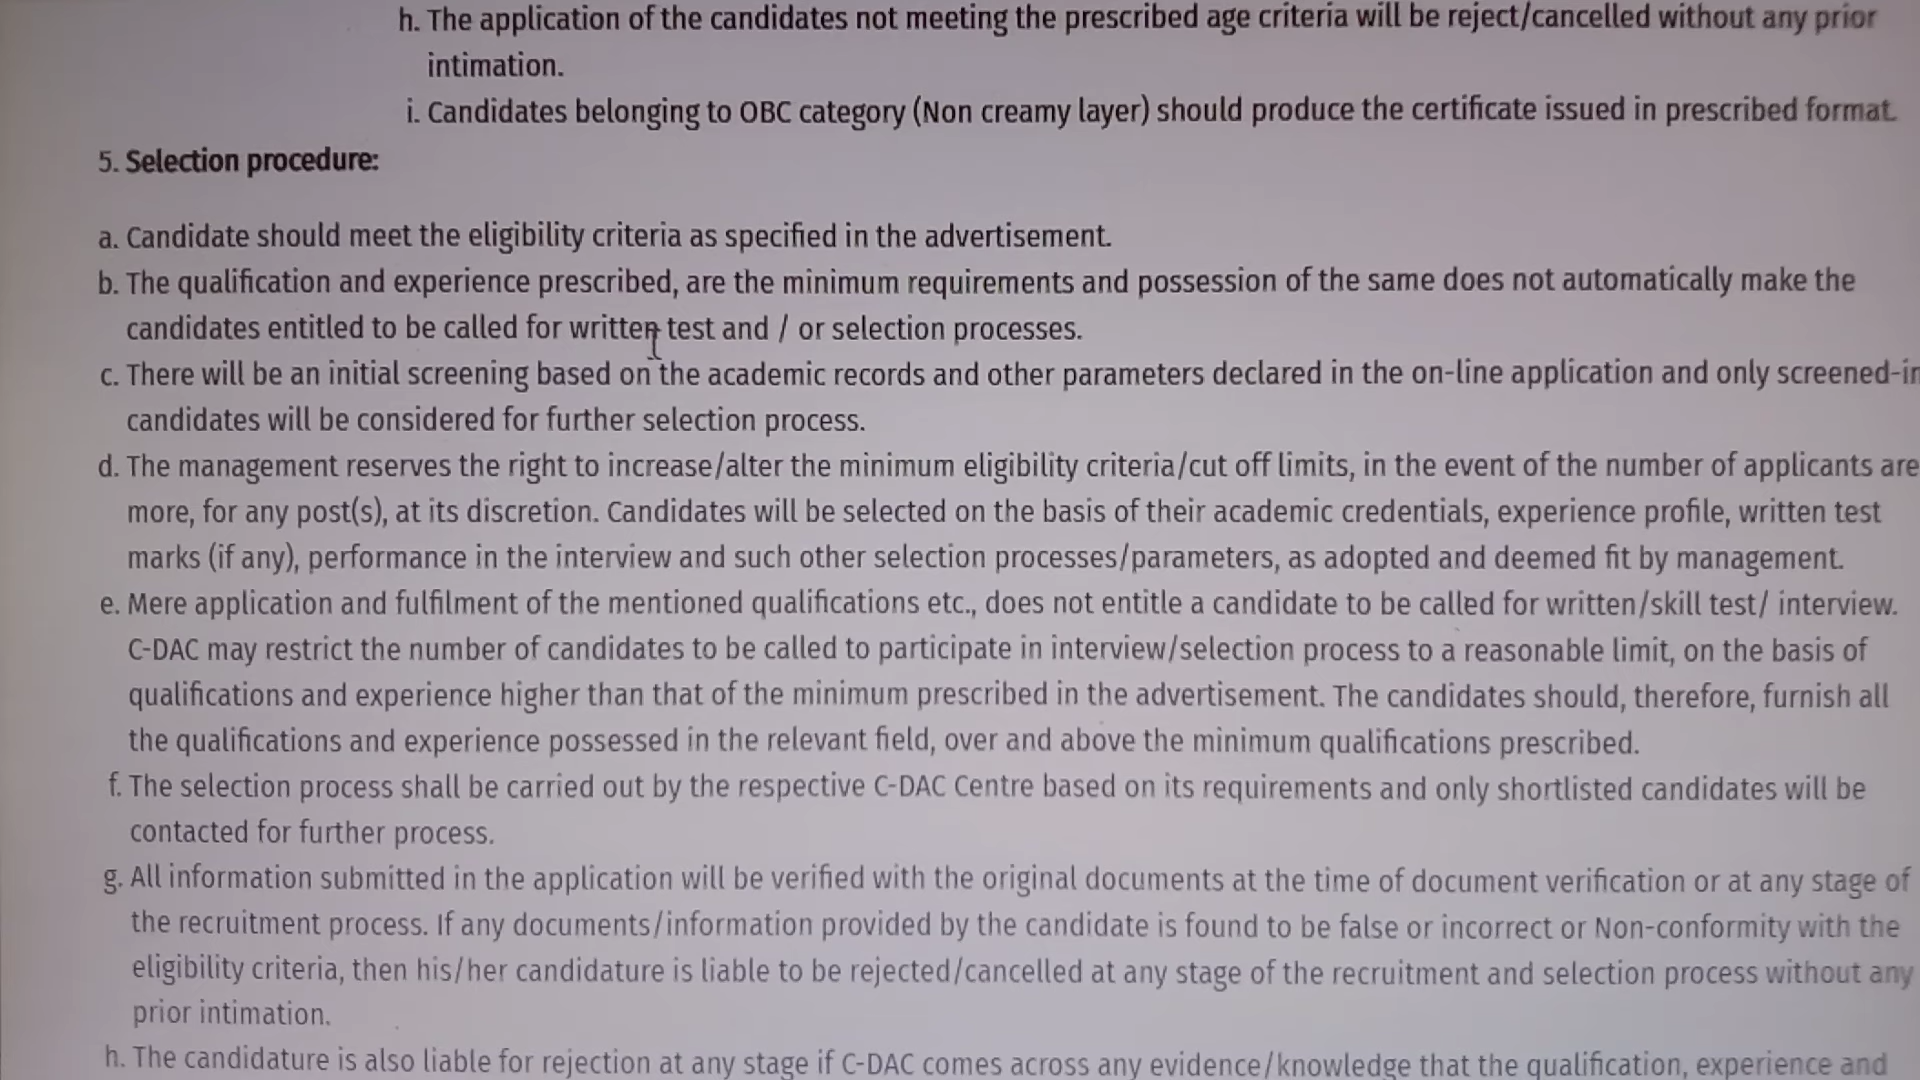 h. The application of the candidates not meeting the prescribed age criteria will be reject/cancelled without any prior
intimation.
i. Candidates belonging to OBC category (Non creamy layer) should produce the certificate issued in prescribed format.
5. Selection procedure:
a. Candidate should meet the eligibility criteria as specified in the advertisement.
b. The qualification and experience prescribed, are the minimum requirements and possession of the same does not automatically make the
candidates entitled to be called for written test and / or selection processes.
c. There will be an initial screening based on the academic records and other parameters declared in the on-line application and only screened-in
candidates will be considered for further selection process.
d. The management reserves the right to increase/alter the minimum eligibility criteria/cut off limits, in the event of the number of applicants are
more, for any post(s), at its discretion. Candidates will be selected on the basis of their academic credentials, experience profile, written test
marks (if any), performance in the interview and such other selection processes/parameters, as adopted and deemed fit by management.
e. Mere application and fulfilment of the mentioned qualifications etc., does not entitle a candidate to be called for written/skill test/ interview.
C-DAC may restrict the number of candidates to be called to participate in interview/selection process to a reasonable limit, on the basis of
qualifications and experience higher than that of the minimum prescribed in the advertisement. The candidates should, therefore, furnish all
the qualifications and experience possessed in the relevant field, over and above the minimum qualifications prescribed.
f. The selection process shall be carried out by the respective C-DAC Centre based on its requirements and only shortlisted candidates will be
contacted for further process.
g. All information submitted in the application will be verified with the original documents at the time of document verification or at any stage of
the recruitment process. If any documents/information provided by the candidate is found to be false or incorrect or Non-conformity with the
eligibility criteria, then his/her candidature is liable to be rejected/cancelled at any stage of the recruitment and selection process without any
prior intimation.
h. The candidature is also liable for rejection at any stage if C-DAC comes across any evidence/knowledge that the qualification, experience and